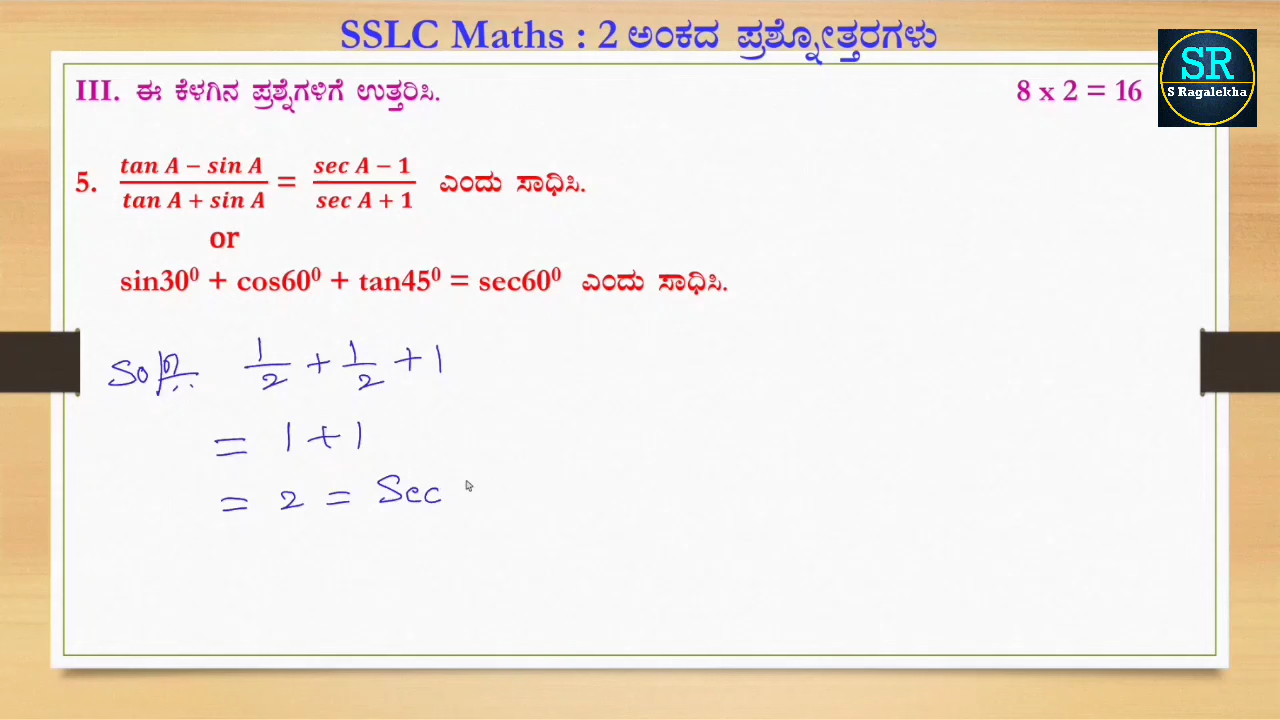 SSLC Maths : 2 ಅಂಕದ ಪ್ರಶ್ನೋತ್ತರಗಳು
SR
S Ragalekha
III. ಈ ಕೆಳಗಿನ ಪ್ರಶ್ನೆಗಳಿಗೆ ಉತ್ತರಿಸಿ. 8 x 2 = 16
5. (tan A − sin A)/(tan A + sin A) = (sec A − 1)/(sec A + 1) ಎಂದು ಸಾಧಿಸಿ.
or
sin30⁰ + cos60⁰ + tan45⁰ = sec60⁰ ಎಂದು ಸಾಧಿಸಿ.
Soln: 1/2 + 1/2 + 1
= 1 + 1
= 2 = Sec